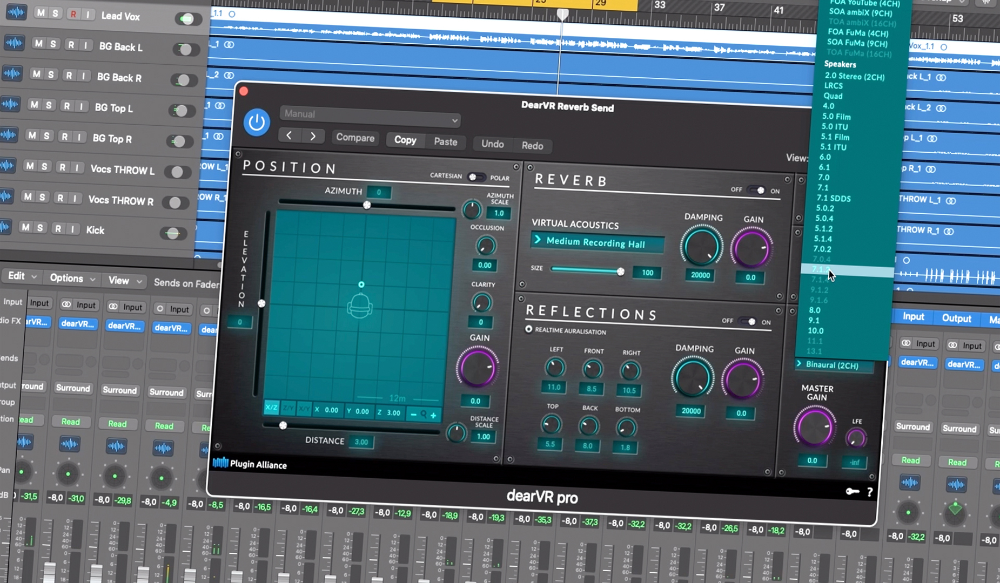 Lead Vox
M S R I
BG Back L
M S R I
BG Back R
M S R I
BG Top L
M S R I
BG Top R
M S R I
Vocs THROW L
M S R I
Vocs THROW R
M S R I
Kick
M S R I
29
33
37
41
53
_1.1
L_1
L_2
_1
_1
ROW L_1
OW R_1
Vox_1.1
ck L_1
ck L_2
p L_1
p R_1
THROW L_1
THROW R_1
FOA YouTube (4CH)
SOA ambiX (9CH)
TOA ambiX (16CH)
FOA FuMa (4CH)
SOA FuMa (9CH)
TOA FuMa (16CH)
Speakers
2.0 Stereo (2CH)
LRCS
Quad
4.0
5.0 Film
5.0 ITU
5.1 Film
5.1 ITU
6.0
6.1
7.0
7.1
7.1 SDDS
5.0.2
5.0.4
5.1.2
5.1.4
7.0.2
7.0.4
7.1.2
7.1.4
9.1.2
9.1.6
8.0
9.1
10.0
11.1
13.1
Binaural (2CH)
DearVR Reverb Send
Manual
Compare Copy Paste Undo Redo
View:
POSITION
CARTESIAN POLAR
AZIMUTH 0
AZIMUTH SCALE
1.0
OCCLUSION
0.00
CLARITY
0
GAIN
0.0
ELEVATION
0
12m
X/Z Z/Y X/Y X 0.00 Y 0.00 Z 3.00 - +
DISTANCE 3.00
DISTANCE SCALE
1.00
REVERB
OFF ON
VIRTUAL ACOUSTICS
Medium Recording Hall
SIZE 100
DAMPING
20000
GAIN
0.0
REFLECTIONS
OFF ON
REALTIME AURALISATION
LEFT FRONT RIGHT
11.0 8.5 10.5
TOP BACK BOTTOM
5.5 8.0 1.8
DAMPING
20000
GAIN
0.0
MASTER GAIN
0.0
LFE
-inf
Plugin Alliance
dearVR pro
?
Edit Options View Sends on Fader
Input Input Input Input Input
dio FX arVR... dearVR... dearVR... dearVR... dear
ends
utput round Surround Surround Surround Surr
oup
tion ead Read Read Read Re
Pan
dB -31,5 -8,0 -31,0 -8,0 -29,8 -8,0 -4,9 -8,0 -8,5 -8,0 -16,5 -8,0 -16,4 -8,0 -27,3 -8,0 -12,9 -8,0 -18,9 -8,0 -19,3 -8,0 -35,3 -8,0 -37,3 -8,0 -32,2 -8,0 -32,2 -8,0 -26,5 -8,0 -18,2 -8,0 -8,0 -8,0 -32,2 -8,0 -8,0
Input Output Ma
Input Input
dearVR... dearVR... d
Surround Surround Su
Read Read R